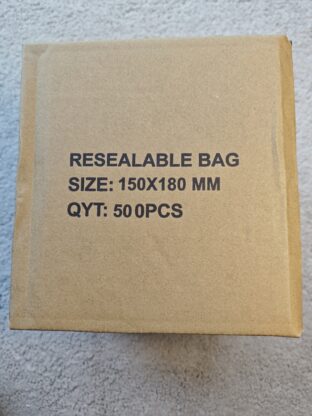 RESEALABLE BAG
SIZE: 150X180 MM
QYT: 500PCS